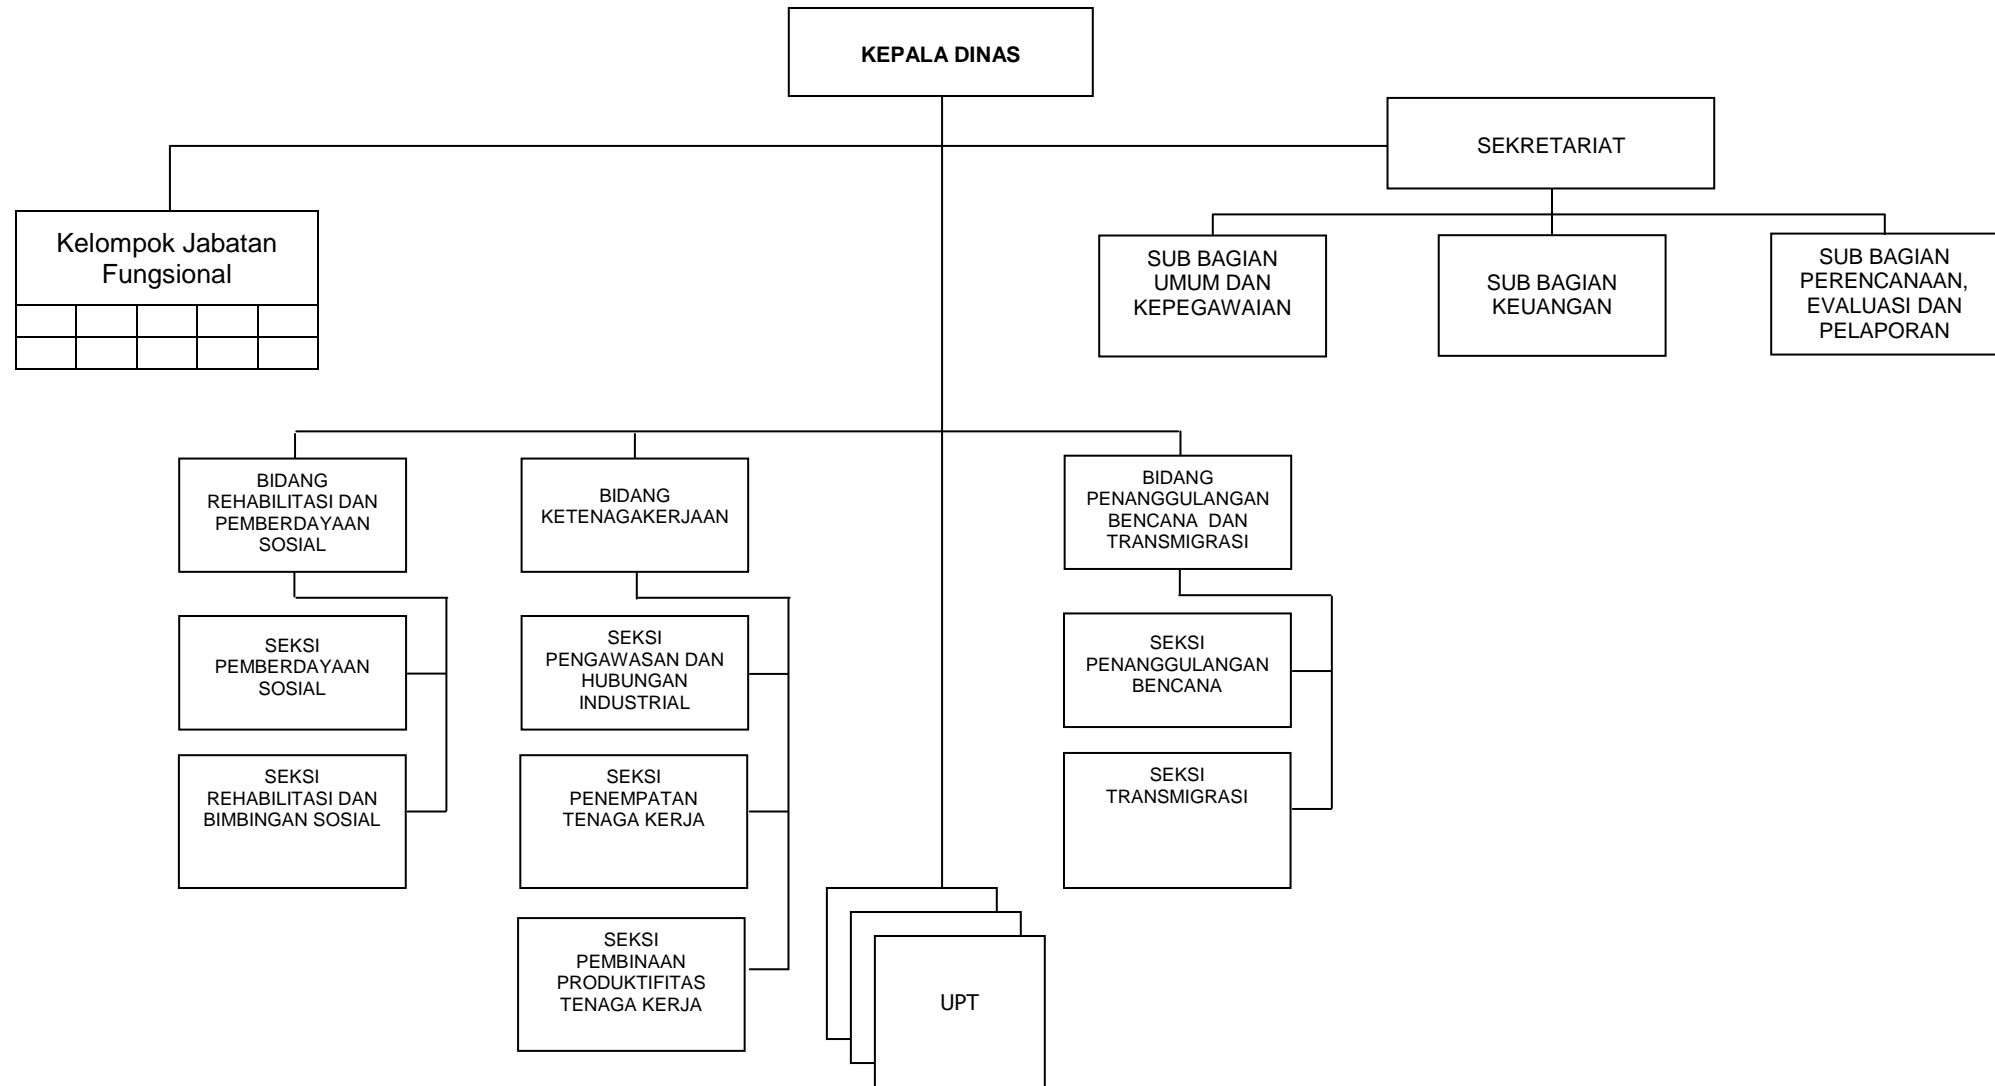 KEPALA DINAS
SEKRETARIAT
Kelompok Jabatan
Fungsional
SUB BAGIAN
UMUM DAN
KEPEGAWAIAN
SUB BAGIAN
KEUANGAN
SUB BAGIAN
PERENCANAAN,
EVALUASI DAN
PELAPORAN
BIDANG
REHABILITASI DAN
PEMBERDAYAAN
SOSIAL
BIDANG
KETENAGAKERJAAN
BIDANG
PENANGGULANGAN
BENCANA DAN
TRANSMIGRASI
SEKSI
PEMBERDAYAAN
SOSIAL
SEKSI
PENGAWASAN DAN
HUBUNGAN
INDUSTRIAL
SEKSI
PENANGGULANGAN
BENCANA
SEKSI
REHABILITASI DAN
BIMBINGAN SOSIAL
SEKSI
PENEMPATAN
TENAGA KERJA
SEKSI
TRANSMIGRASI
SEKSI
PEMBINAAN
PRODUKTIFITAS
TENAGA KERJA
UPT